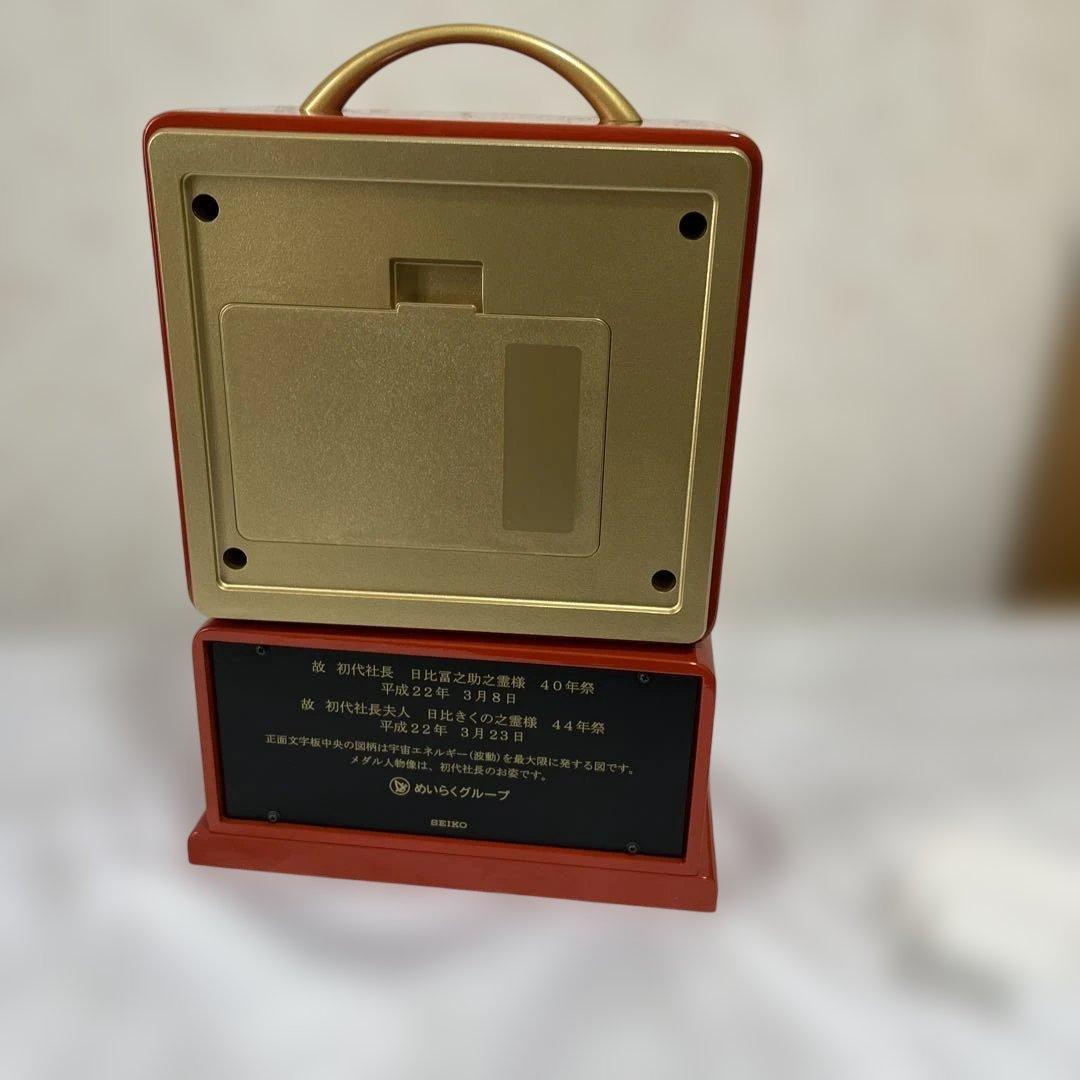 故 初代社長 日比冨之助之霊様 40年祭
平成22年 3月8日
故 初代社長夫人 日比きくの之霊様 44年祭
平成22年 3月23日
正面文字板中央の図柄は宇宙エネルギー(波動)を最大限に発する図です。
メダル人物像は、初代社長のお姿です。
めいらくグループ
SEIKO